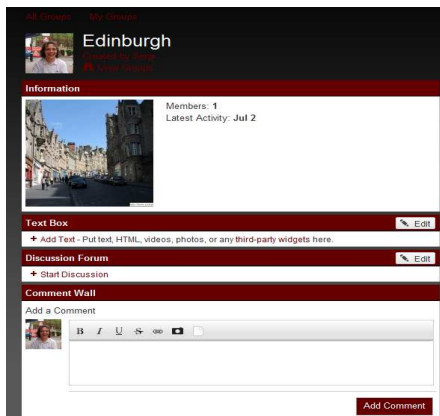 All Groups My Groups
Edinburgh
View Groups
Information
Members: 1
Latest Activity: Jul 2
Text Box
Edit
+ Add Text - Put text, HTML, videos, photos, or any third-party widgets here.
Discussion Forum
Edit
+ Start Discussion
Comment Wall
Add a Comment
B I U S
Add Comment